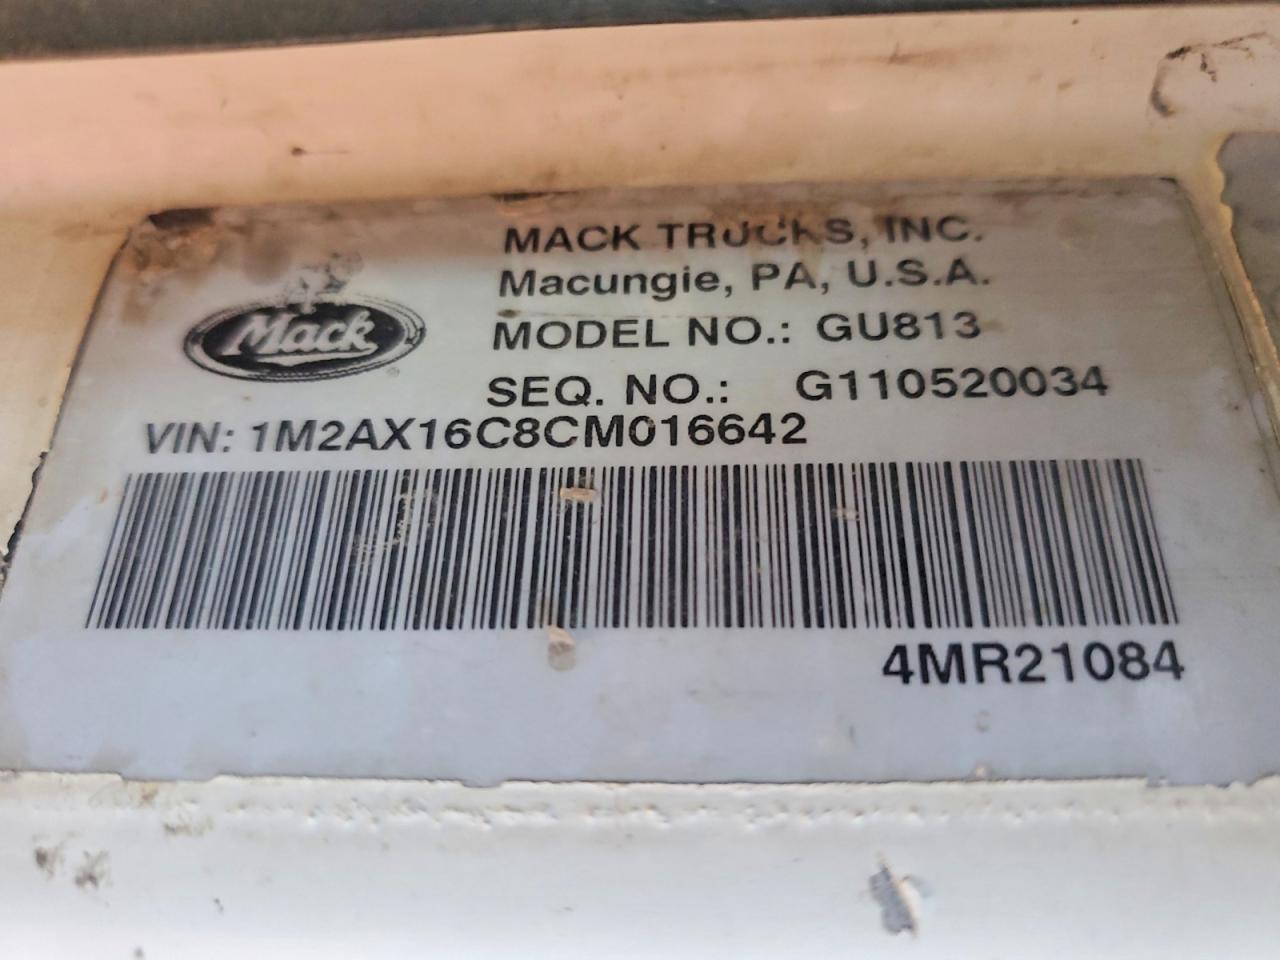 MACK TRUCKS, INC.
Macungie, PA, U.S.A.
Mack
®
MODEL NO.: GU813
SEQ. NO.: G110520034
VIN: 1M2AX16C8CM016642
4MR21084